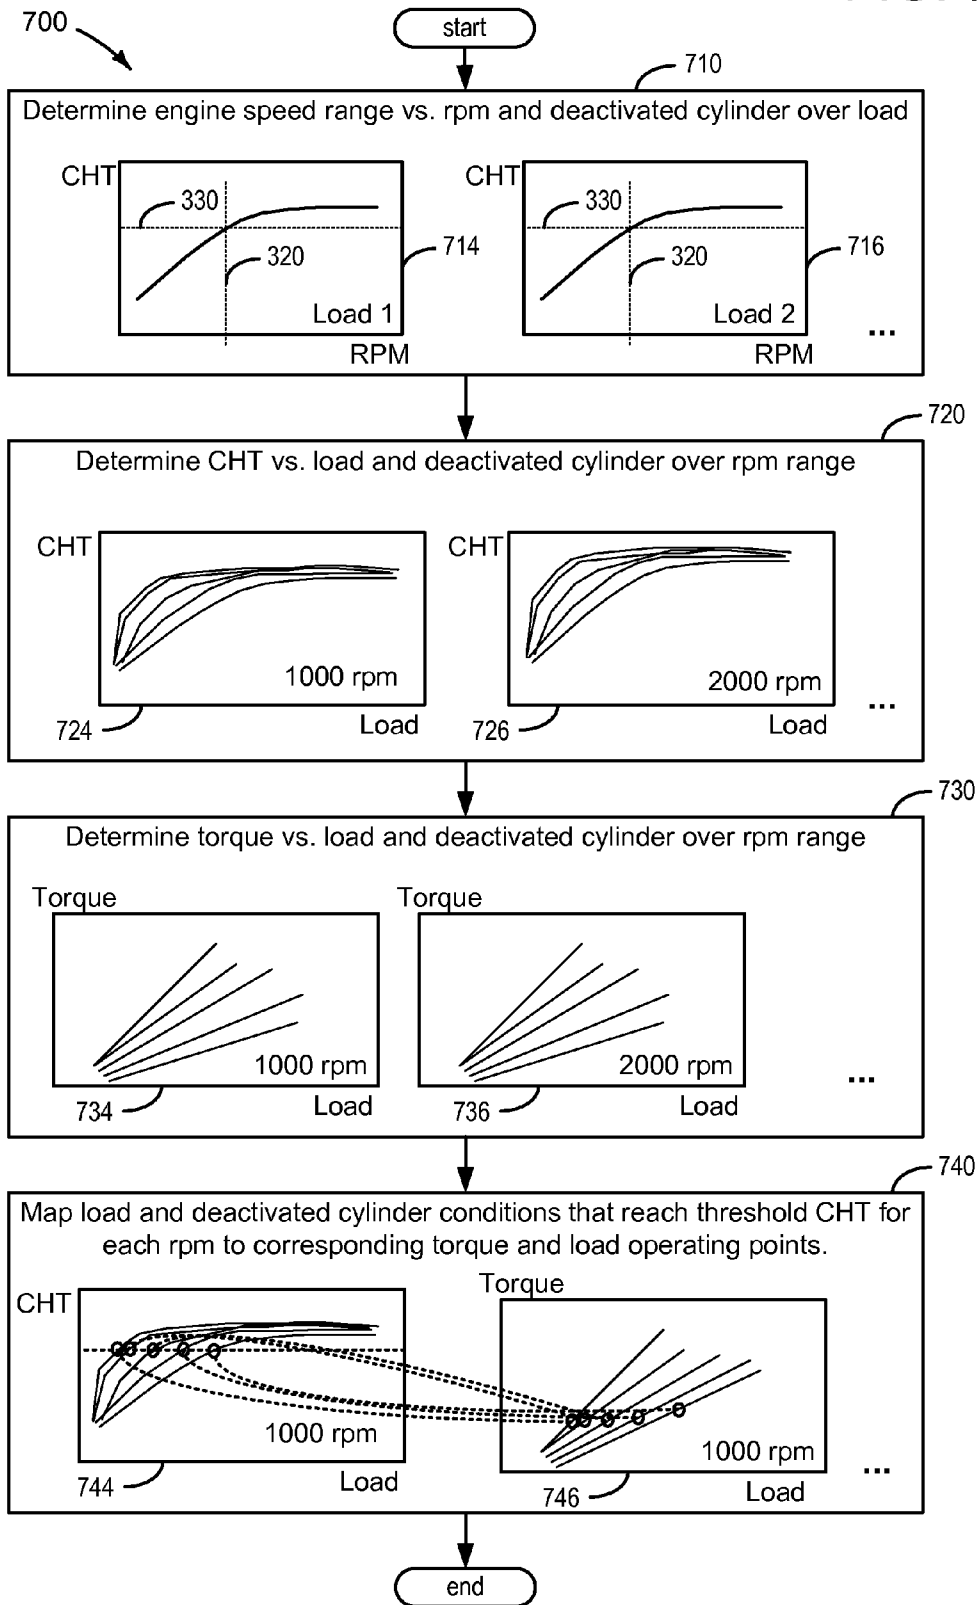 700
start
710
Determine engine speed range vs. rpm and deactivated cylinder over load
CHT
330
320
714
Load 1
RPM
CHT
330
320
716
Load 2
RPM
...
720
Determine CHT vs. load and deactivated cylinder over rpm range
CHT
1000 rpm
724
Load
CHT
2000 rpm
726
Load
...
730
Determine torque vs. load and deactivated cylinder over rpm range
Torque
1000 rpm
734
Load
Torque
2000 rpm
736
Load
...
740
Map load and deactivated cylinder conditions that reach threshold CHT for
each rpm to corresponding torque and load operating points.
CHT
1000 rpm
744
Load
Torque
1000 rpm
746
Load
...
end